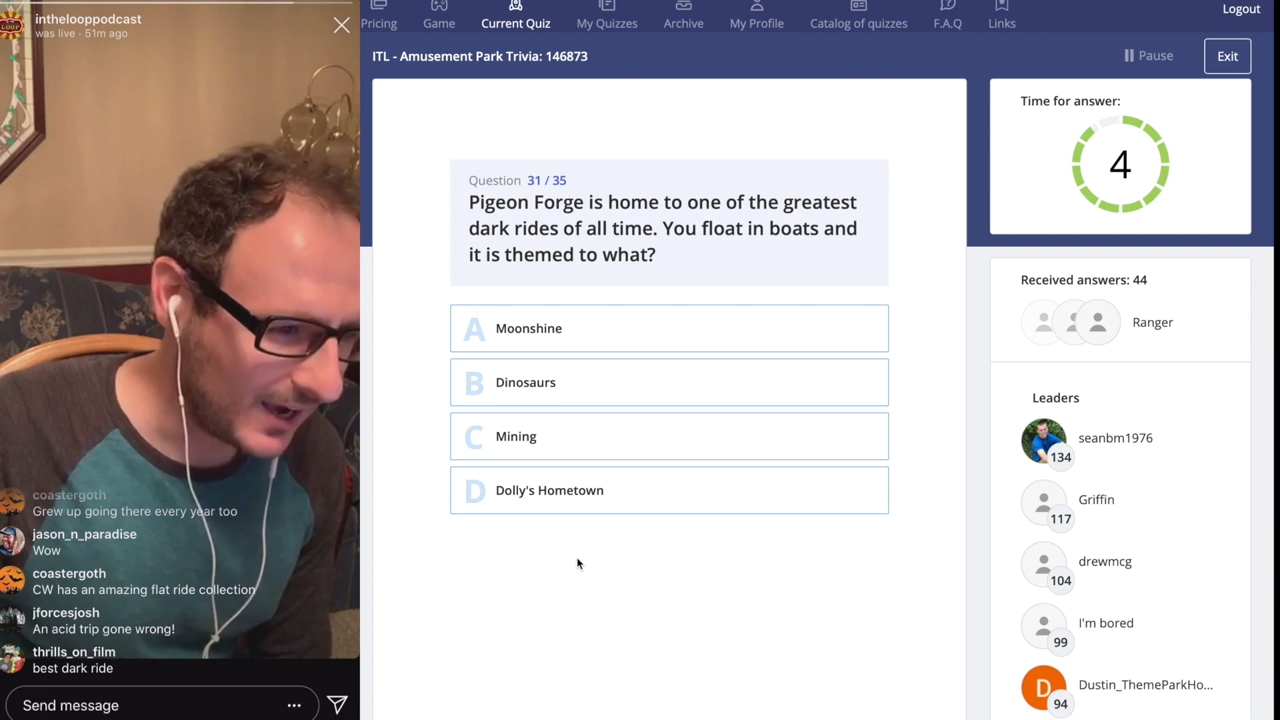 inthelooppodcast
was live · 51m ago
Pricing
Game
Current Quiz
My Quizzes
Archive
My Profile
Catalog of quizzes
F.A.Q
Links
Logout
ITL - Amusement Park Trivia: 146873
Pause
Exit
Question 31 / 35
Pigeon Forge is home to one of the greatest
dark rides of all time. You float in boats and
it is themed to what?
A Moonshine
B Dinosaurs
C Mining
D Dolly's Hometown
Time for answer:
4
Received answers: 44
Ranger
Leaders
seanbm1976
134
Griffin
117
drewmcg
104
I'm bored
99
Dustin_ThemeParkHo...
D
94
coastergoth
Grew up going there every year too
jason_n_paradise
Wow
coastergoth
CW has an amazing flat ride collection
jforcesjosh
An acid trip gone wrong!
thrills_on_film
best dark ride
Send message